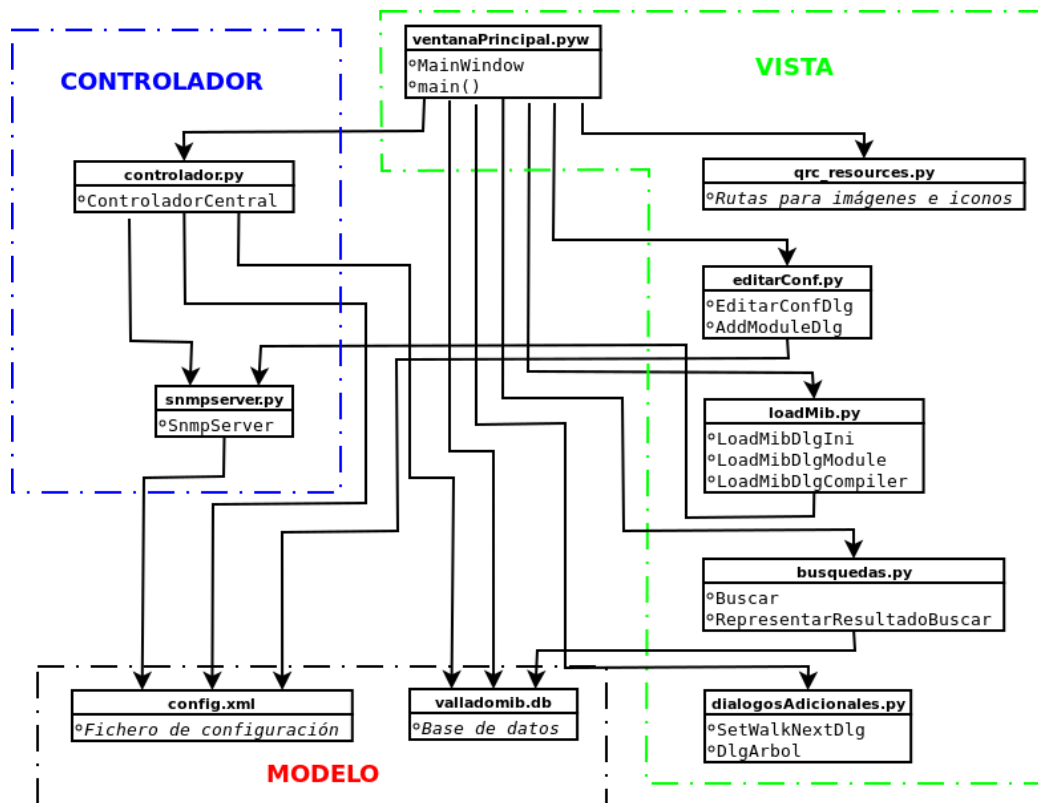 ventanaPrincipal.pyw
MainWindow
main()
CONTROLADOR
VISTA
controlador.py
ControladorCentral
qrc_resources.py
Rutas para imágenes e iconos
editarConf.py
EditarConfDlg
AddModuleDlg
snmpserver.py
SnmpServer
loadMib.py
LoadMibDlgIni
LoadMibDlgModule
LoadMibDlgCompiler
busquedas.py
Buscar
RepresentarResultadoBuscar
config.xml
Fichero de configuración
valladomib.db
Base de datos
dialogosAdicionales.py
SetWalkNextDlg
DlgArbol
MODELO